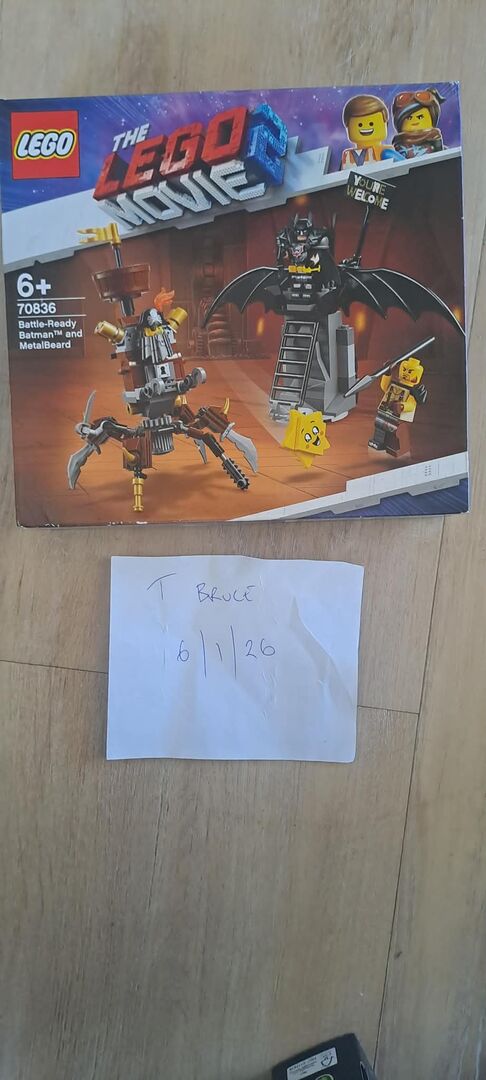 LEGO
THE
LEGO
MOVIE 2
YOU'RE
WELCOME
6+
70836
Battle-Ready
Batman™ and
MetalBeard
T BRUCE
6/1/26